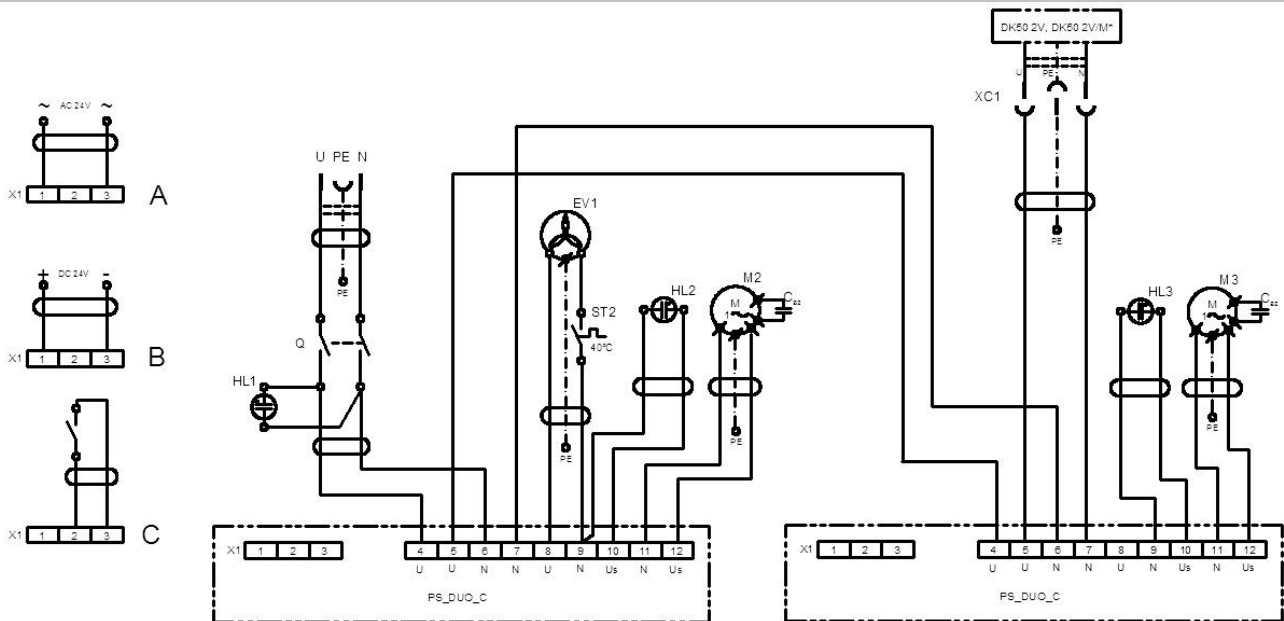 DK50 2V, DK50 2V/M*
U PE N
XC1
PE
~ AC 24V ~
X1 1 2 3 A
+ DC 24V -
X1 1 2 3 B
X1 1 2 3 C
U PE N
PE
Q
HL1
EV1
ST2
40°C
PE
HL2
M2
M
1~
PE
HL3
M3
M
1~
PE
X1 1 2 3
4 5 6 7 8 9 10 11 12
U U N N U N Us N Us
PS_DUO_C
X1 1 2 3
4 5 6 7 8 9 10 11 12
U U N N U N Us N Us
PS_DUO_C